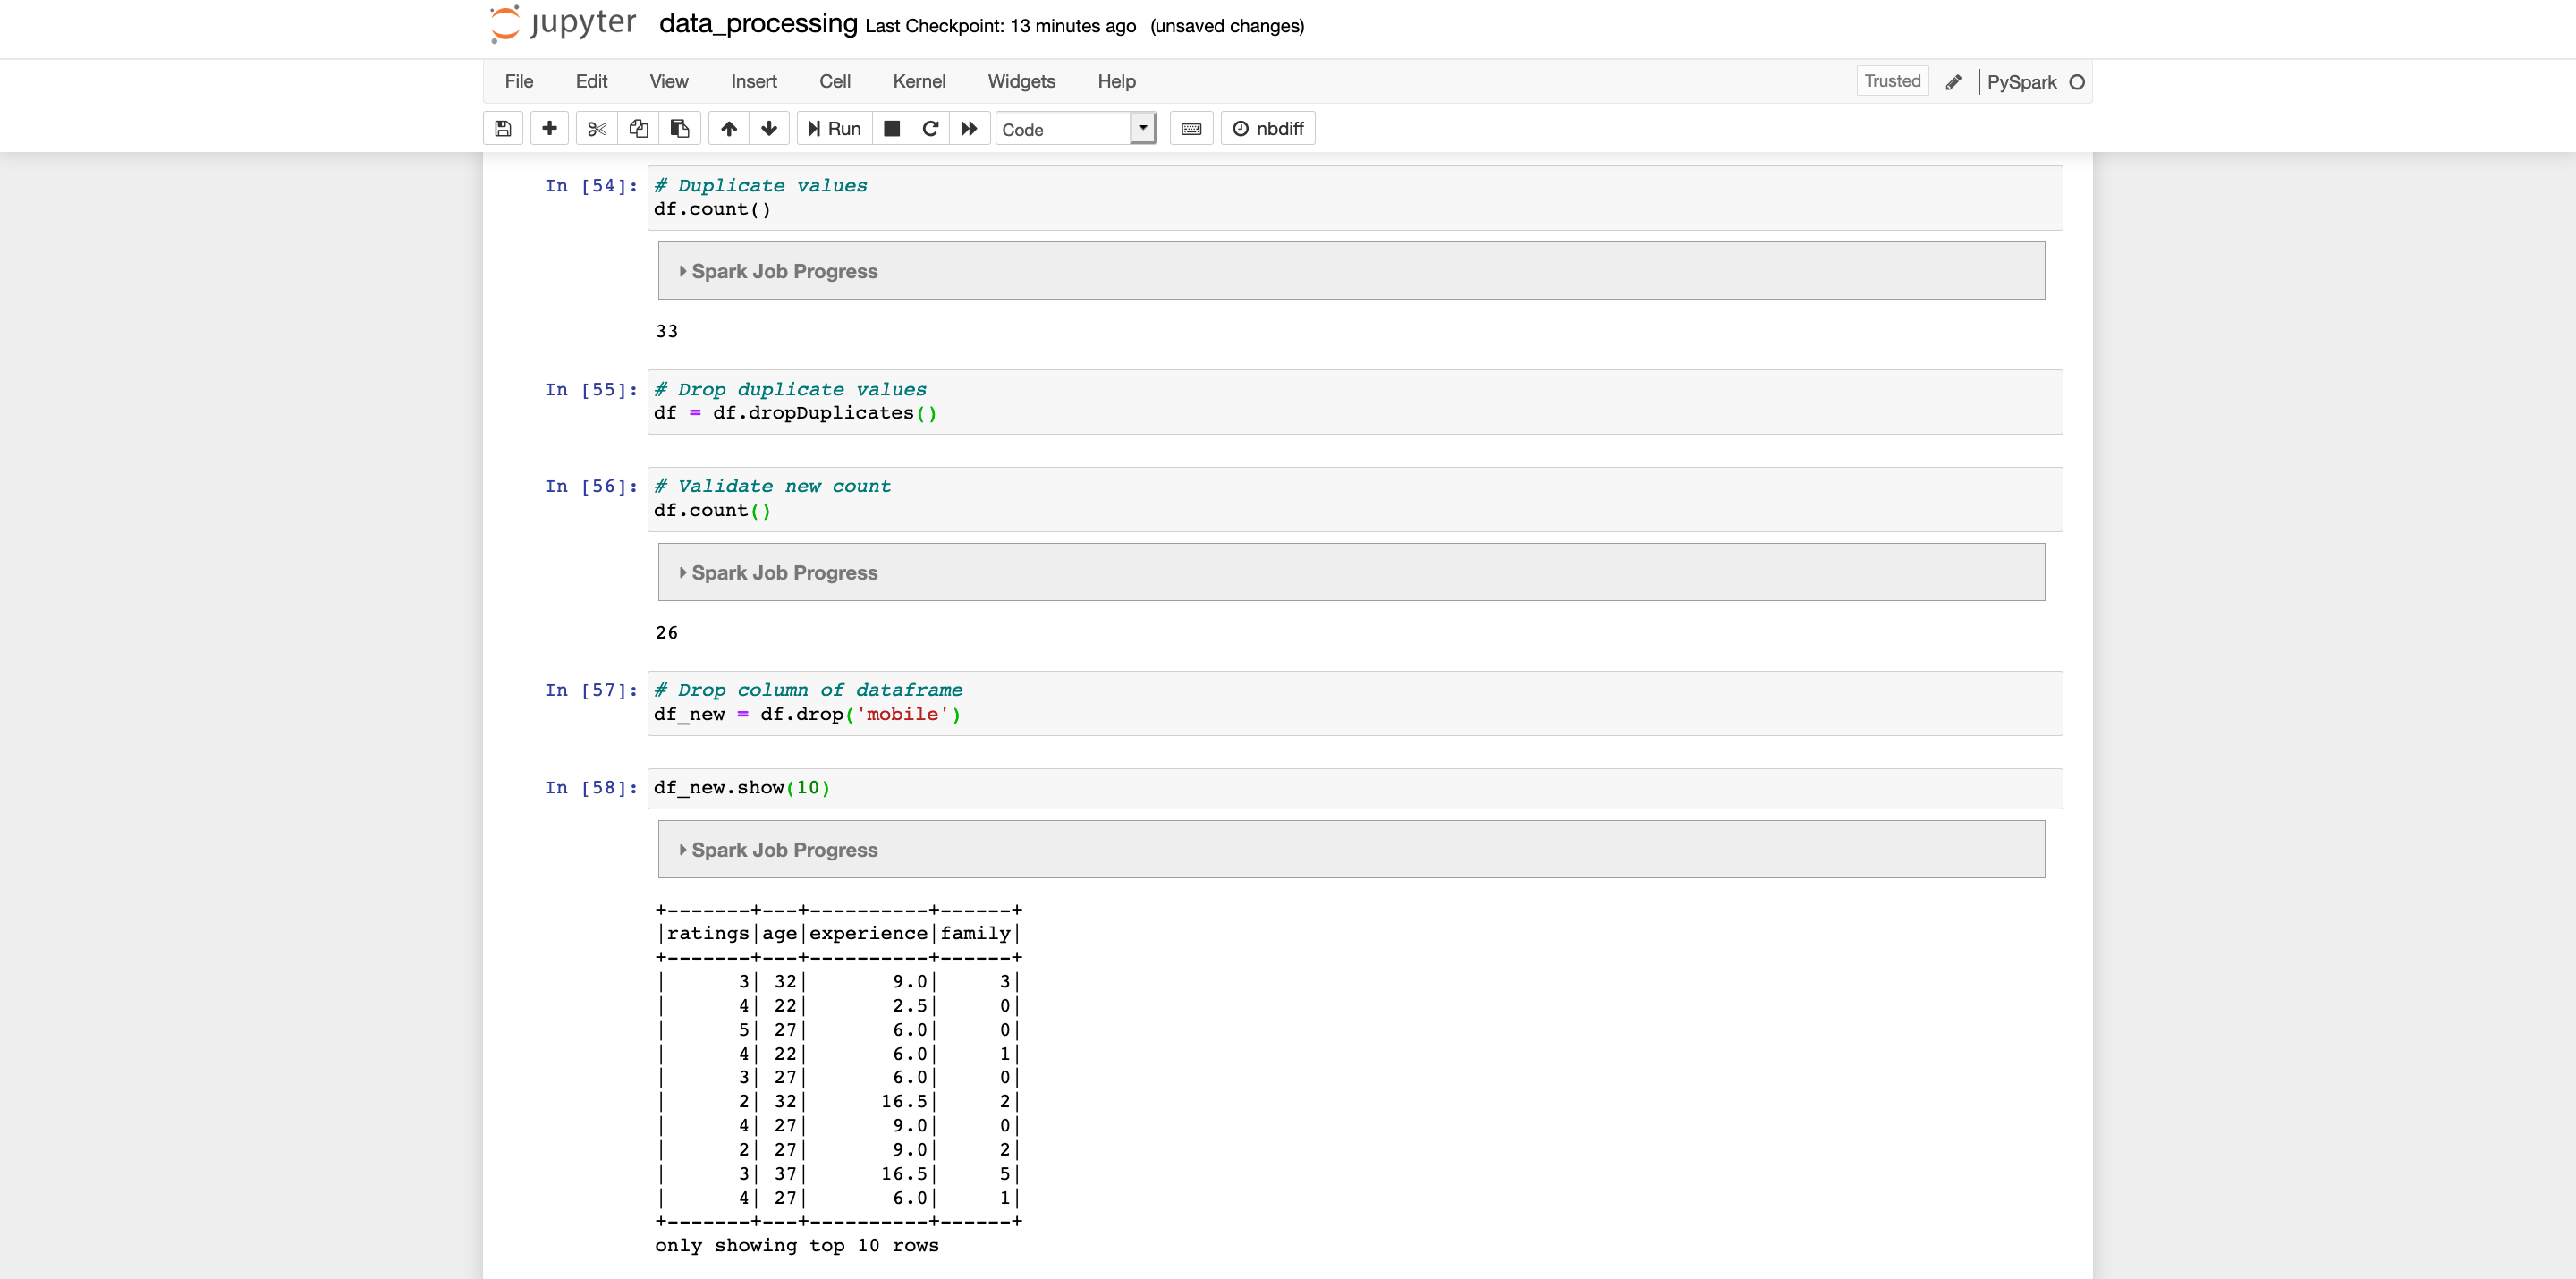 jupyter data_processing Last Checkpoint: 13 minutes ago (unsaved changes)
File Edit View Insert Cell Kernel Widgets Help Trusted PySpark
Run Code nbdiff
In [54]: # Duplicate values
df.count()
Spark Job Progress
33
In [55]: # Drop duplicate values
df = df.dropDuplicates()
In [56]: # Validate new count
df.count()
Spark Job Progress
26
In [57]: # Drop column of dataframe
df_new = df.drop('mobile')
In [58]: df_new.show(10)
Spark Job Progress
+-------+---+----------+------+
|ratings|age|experience|family|
+-------+---+----------+------+
|      3| 32|       9.0|     3|
|      4| 22|       2.5|     0|
|      5| 27|       6.0|     0|
|      4| 22|       6.0|     1|
|      3| 27|       6.0|     0|
|      2| 32|      16.5|     2|
|      4| 27|       9.0|     0|
|      2| 27|       9.0|     2|
|      3| 37|      16.5|     5|
|      4| 27|       6.0|     1|
+-------+---+----------+------+
only showing top 10 rows